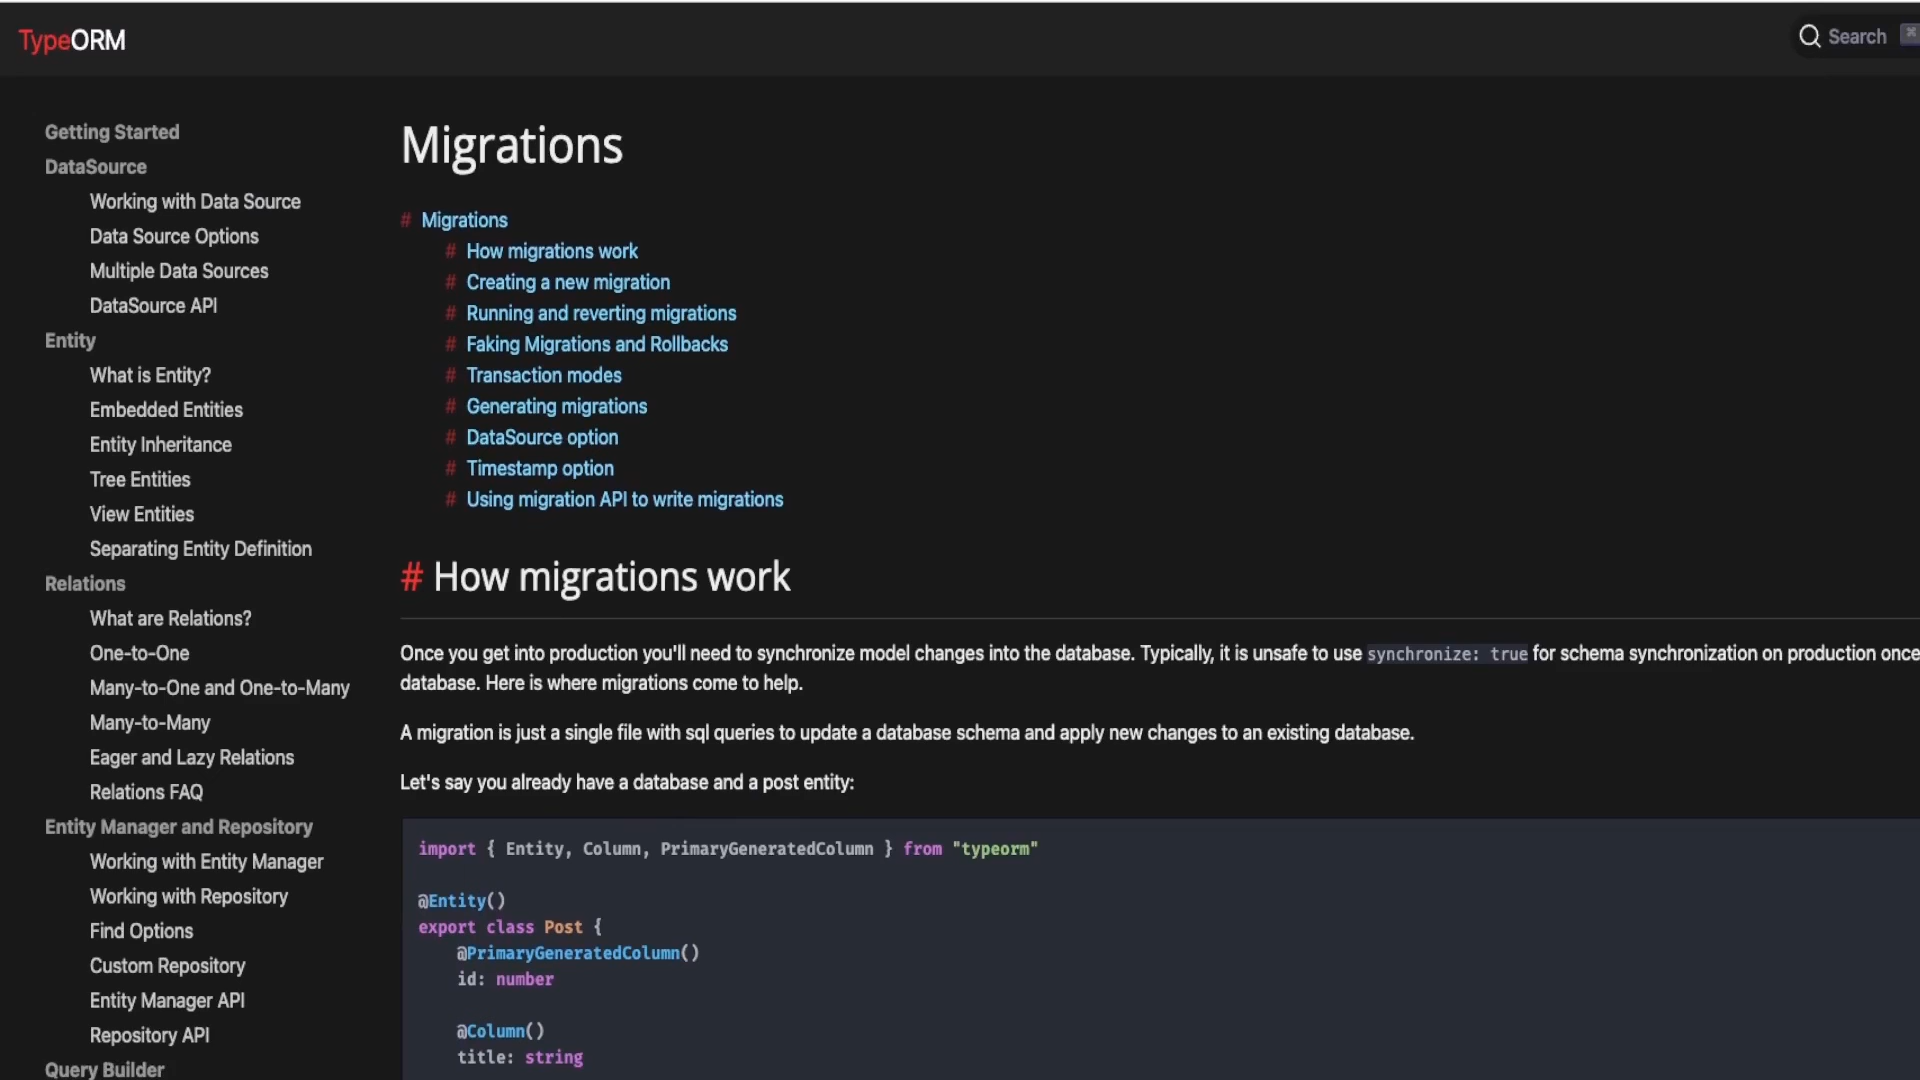 TypeORM
Search ⌘
Getting Started
DataSource
Working with Data Source
Data Source Options
Multiple Data Sources
DataSource API
Entity
What is Entity?
Embedded Entities
Entity Inheritance
Tree Entities
View Entities
Separating Entity Definition
Relations
What are Relations?
One-to-One
Many-to-One and One-to-Many
Many-to-Many
Eager and Lazy Relations
Relations FAQ
Entity Manager and Repository
Working with Entity Manager
Working with Repository
Find Options
Custom Repository
Entity Manager API
Repository API
Query Builder
Migrations
# Migrations
# How migrations work
# Creating a new migration
# Running and reverting migrations
# Faking Migrations and Rollbacks
# Transaction modes
# Generating migrations
# DataSource option
# Timestamp option
# Using migration API to write migrations
# How migrations work
Once you get into production you'll need to synchronize model changes into the database. Typically, it is unsafe to use synchronize: true for schema synchronization on production once
database. Here is where migrations come to help.
A migration is just a single file with sql queries to update a database schema and apply new changes to an existing database.
Let's say you already have a database and a post entity:
import { Entity, Column, PrimaryGeneratedColumn } from "typeorm"
@Entity()
export class Post {
@PrimaryGeneratedColumn()
id: number
@Column()
title: string